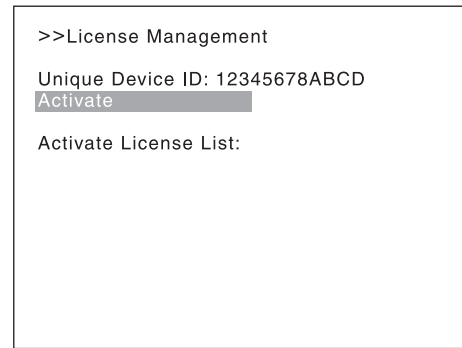 >>License Management
Unique Device ID: 12345678ABCD
Activate
Activate License List: